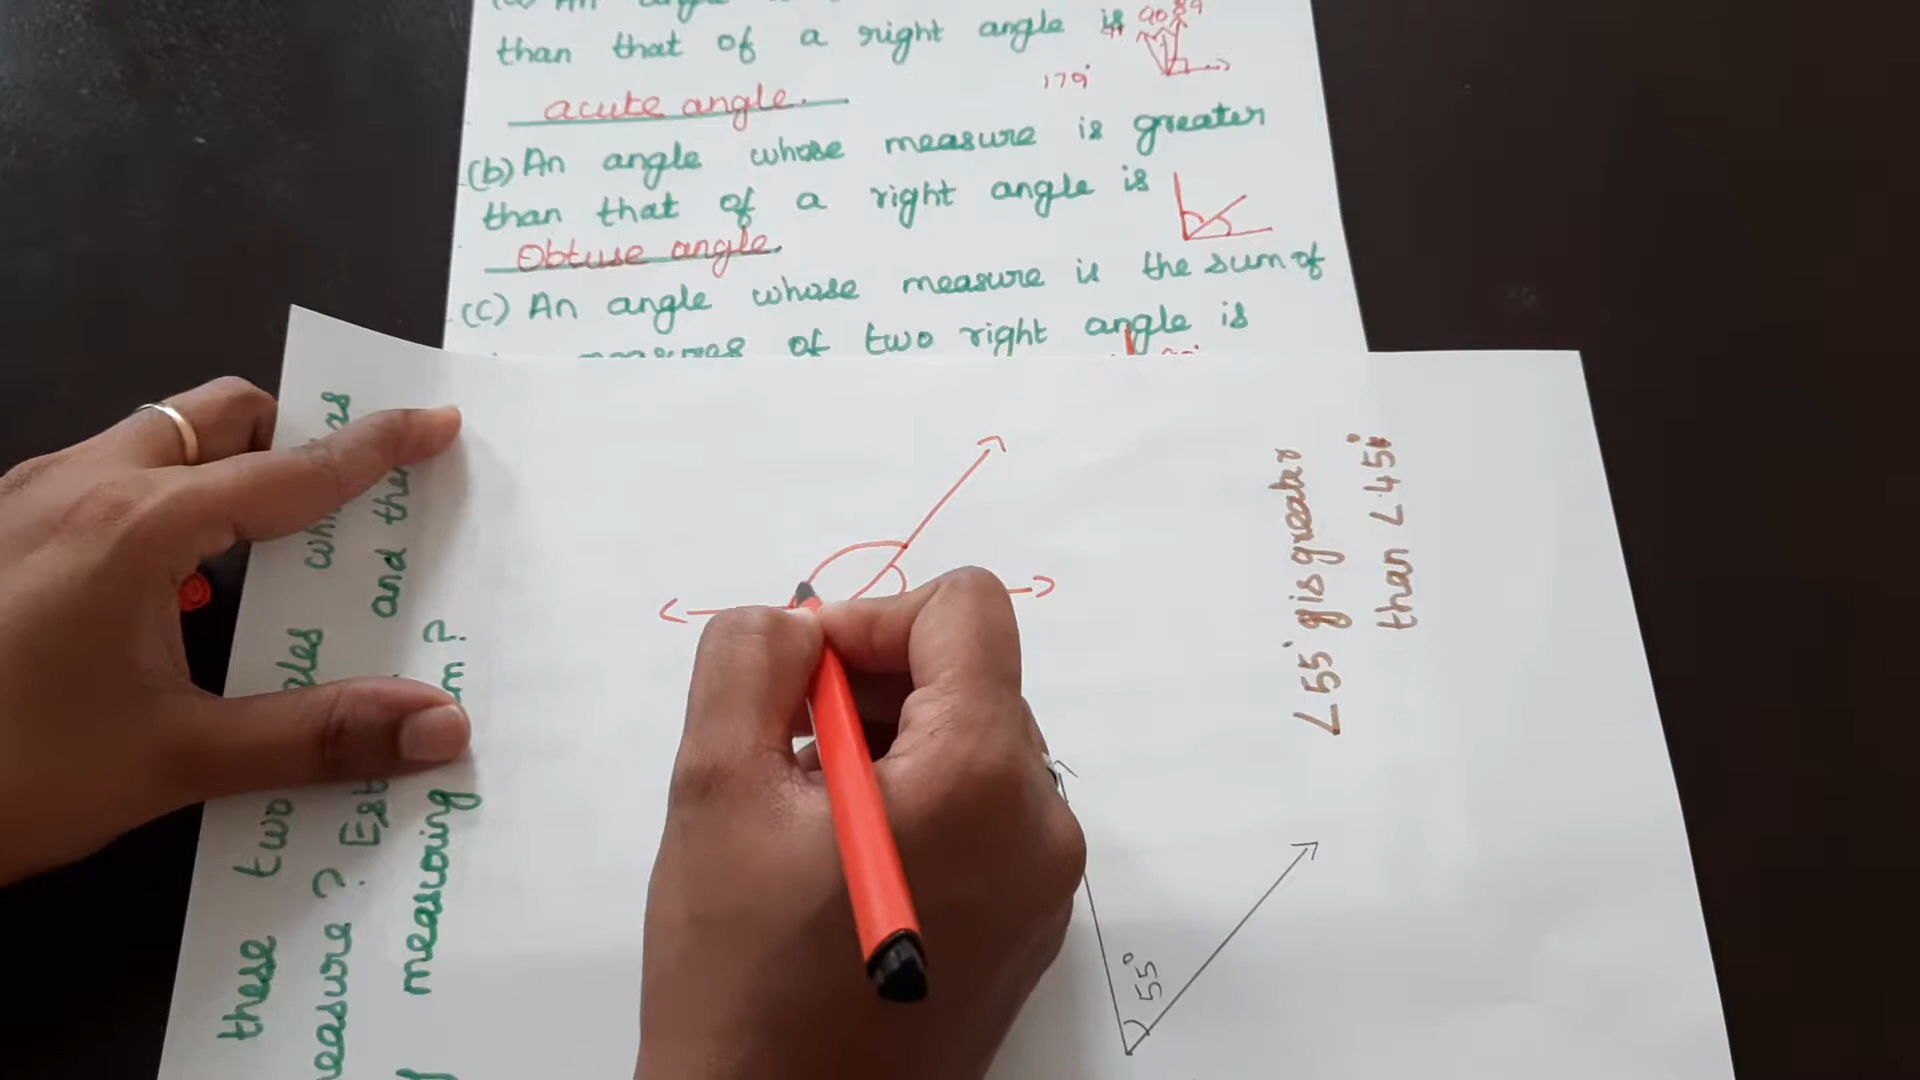 than that of a right angle is
90 89
179°
acute angle.
(b) An angle whose measure is greater
than that of a right angle is
Obtuse angle.
(c) An angle whose measure is the sum of
of two right angle is
these two
measure? and
measuring ?
∠55° is greater
than ∠45°
55°